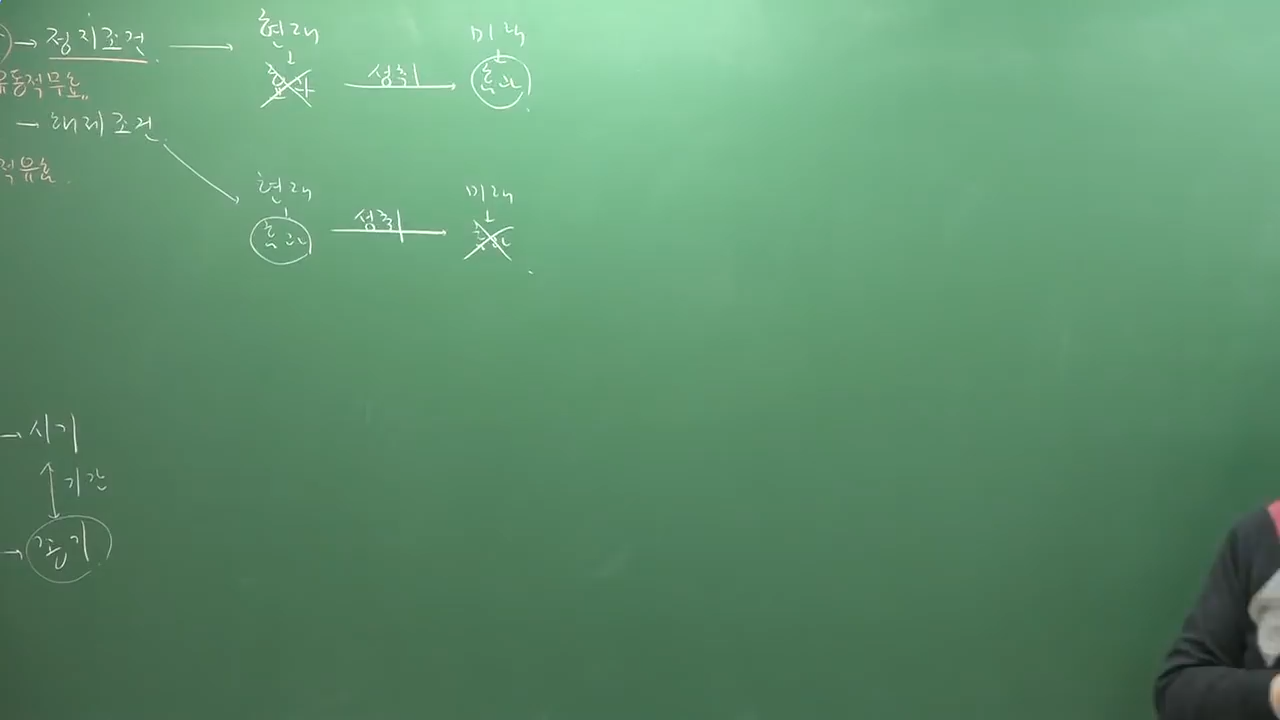 → 정지조건 → 현재 미래
↓ ↓
효과 성취 → 효과
유동적무효
→ 해제조건
적유효
현재 미래
↓ ↓
효과 성취 → 효과
→ 시기
↕ 기간
→ 종기